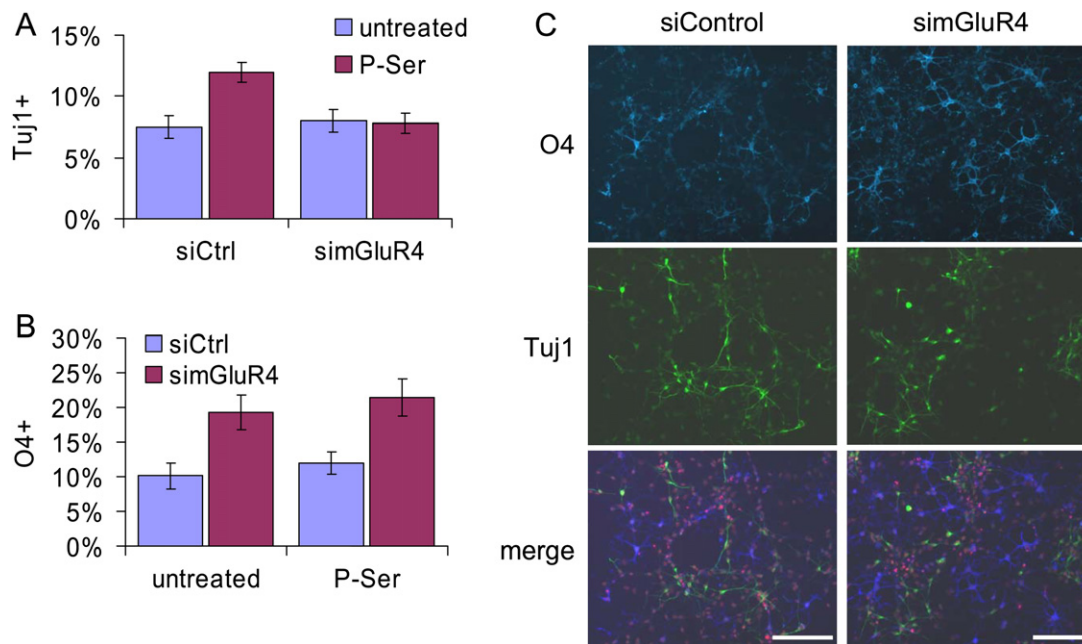 A
15%
10%
5%
0%
Tuj1+
untreated
P-Ser
siCtrl
simGluR4
B
30%
25%
20%
15%
10%
5%
0%
O4+
siCtrl
simGluR4
untreated
P-Ser
C
siControl
simGluR4
O4
Tuj1
merge